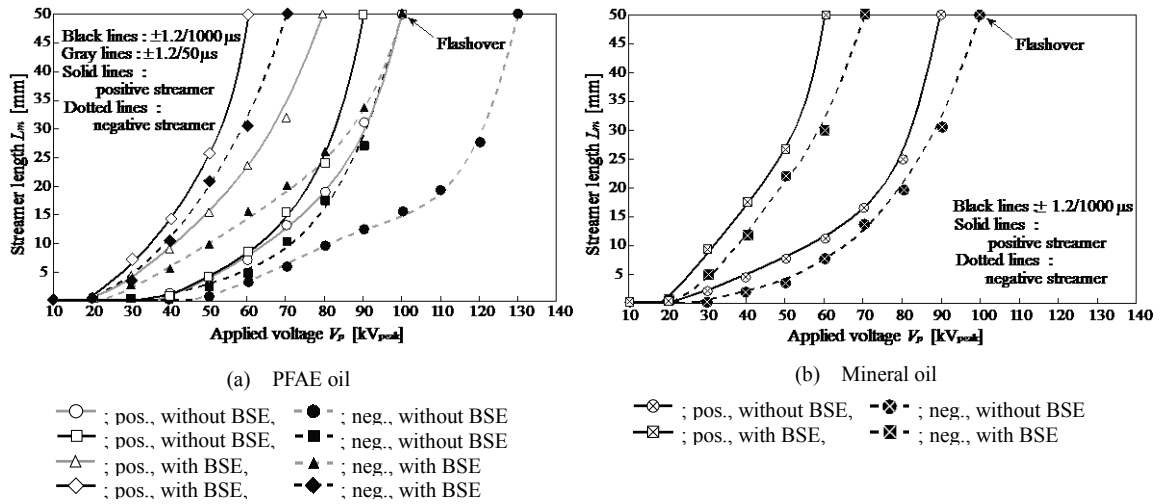 Streamer length Lm [mm]
50
45
40
35
30
25
20
15
10
5
Black lines : ±1.2/1000 μs
Gray lines : ±1.2/50μs
Solid lines :
positive streamer
Dotted lines :
negative streamer
Flashover
10 20 30 40 50 60 70 80 90 100 110 120 130 140
Applied voltage Vp [kVpeak]
(a) PFAE oil
; pos., without BSE, ; neg., without BSE
; pos., without BSE, ; neg., without BSE
; pos., with BSE, ; neg., with BSE
; pos., with BSE, ; neg., with BSE
Streamer length Lm [mm]
50
45
40
35
30
25
20
15
10
5
Flashover
Black lines : ± 1.2/1000 μs
Solid lines :
positive streamer
Dotted lines :
negative streamer
10 20 30 40 50 60 70 80 90 100 110 120 130 140
Applied voltage Vp [kVpeak]
(b) Mineral oil
; pos., without BSE, ; neg., without BSE
; pos., with BSE, ; neg., with BSE